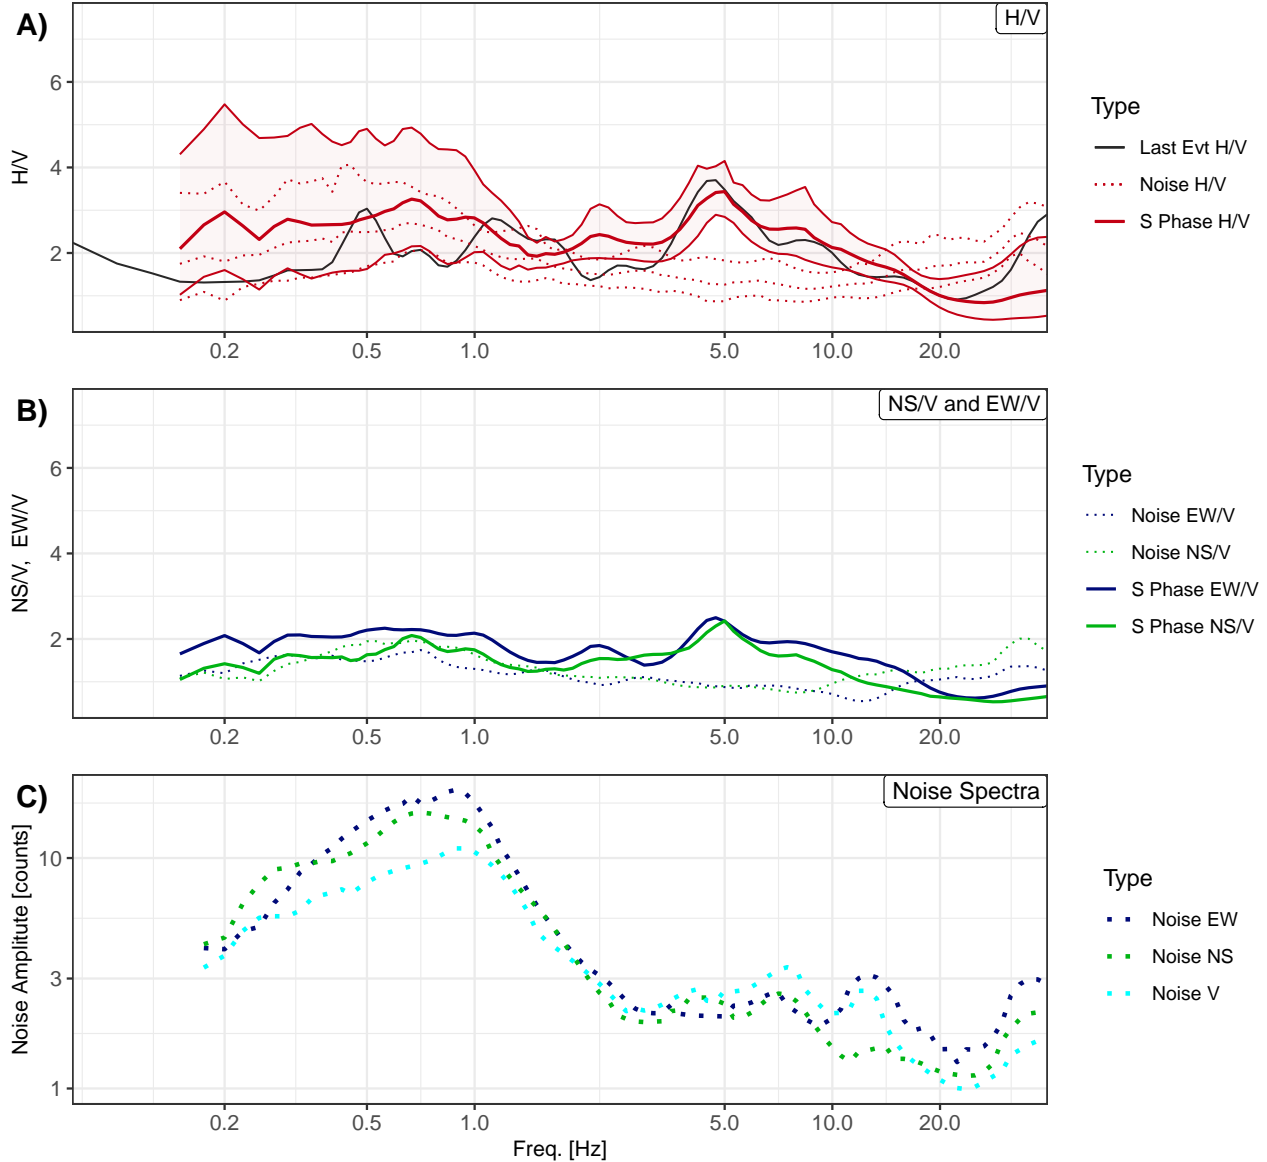 A)
H/V
6
4
2
H/V
0.2 0.5 1.0 5.0 10.0 20.0
Type
Last Evt H/V
Noise H/V
S Phase H/V
B)
NS/V and EW/V
6
4
2
NS/V, EW/V
0.2 0.5 1.0 5.0 10.0 20.0
Type
Noise EW/V
Noise NS/V
S Phase EW/V
S Phase NS/V
C)
Noise Spectra
10
3
1
Noise Amplitute [counts]
0.2 0.5 1.0 5.0 10.0 20.0
Freq. [Hz]
Type
Noise EW
Noise NS
Noise V